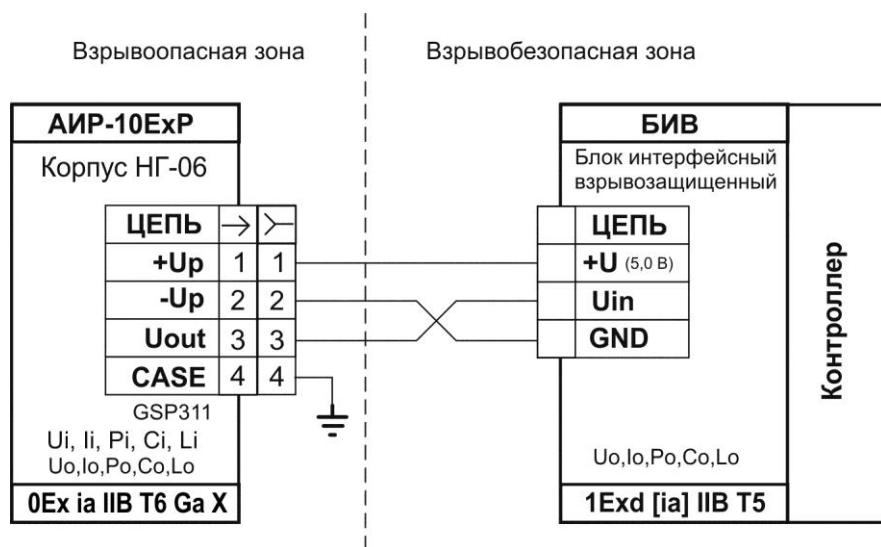 Взрывоопасная зона
Взрывобезопасная зона
АИР-10ExP
Корпус НГ-06
ЦЕПЬ
+Up 1 1
-Up 2 2
Uout 3 3
CASE 4 4
GSP311
Ui, Ii, Pi, Ci, Li
Uo,Io,Po,Co,Lo
0Ex ia IIB T6 Ga X
БИВ
Блок интерфейсный
взрывозащищенный
ЦЕПЬ
+U (5,0 В)
Uin
GND
Uo,Io,Po,Co,Lo
1Exd [ia] IIB T5
Контроллер